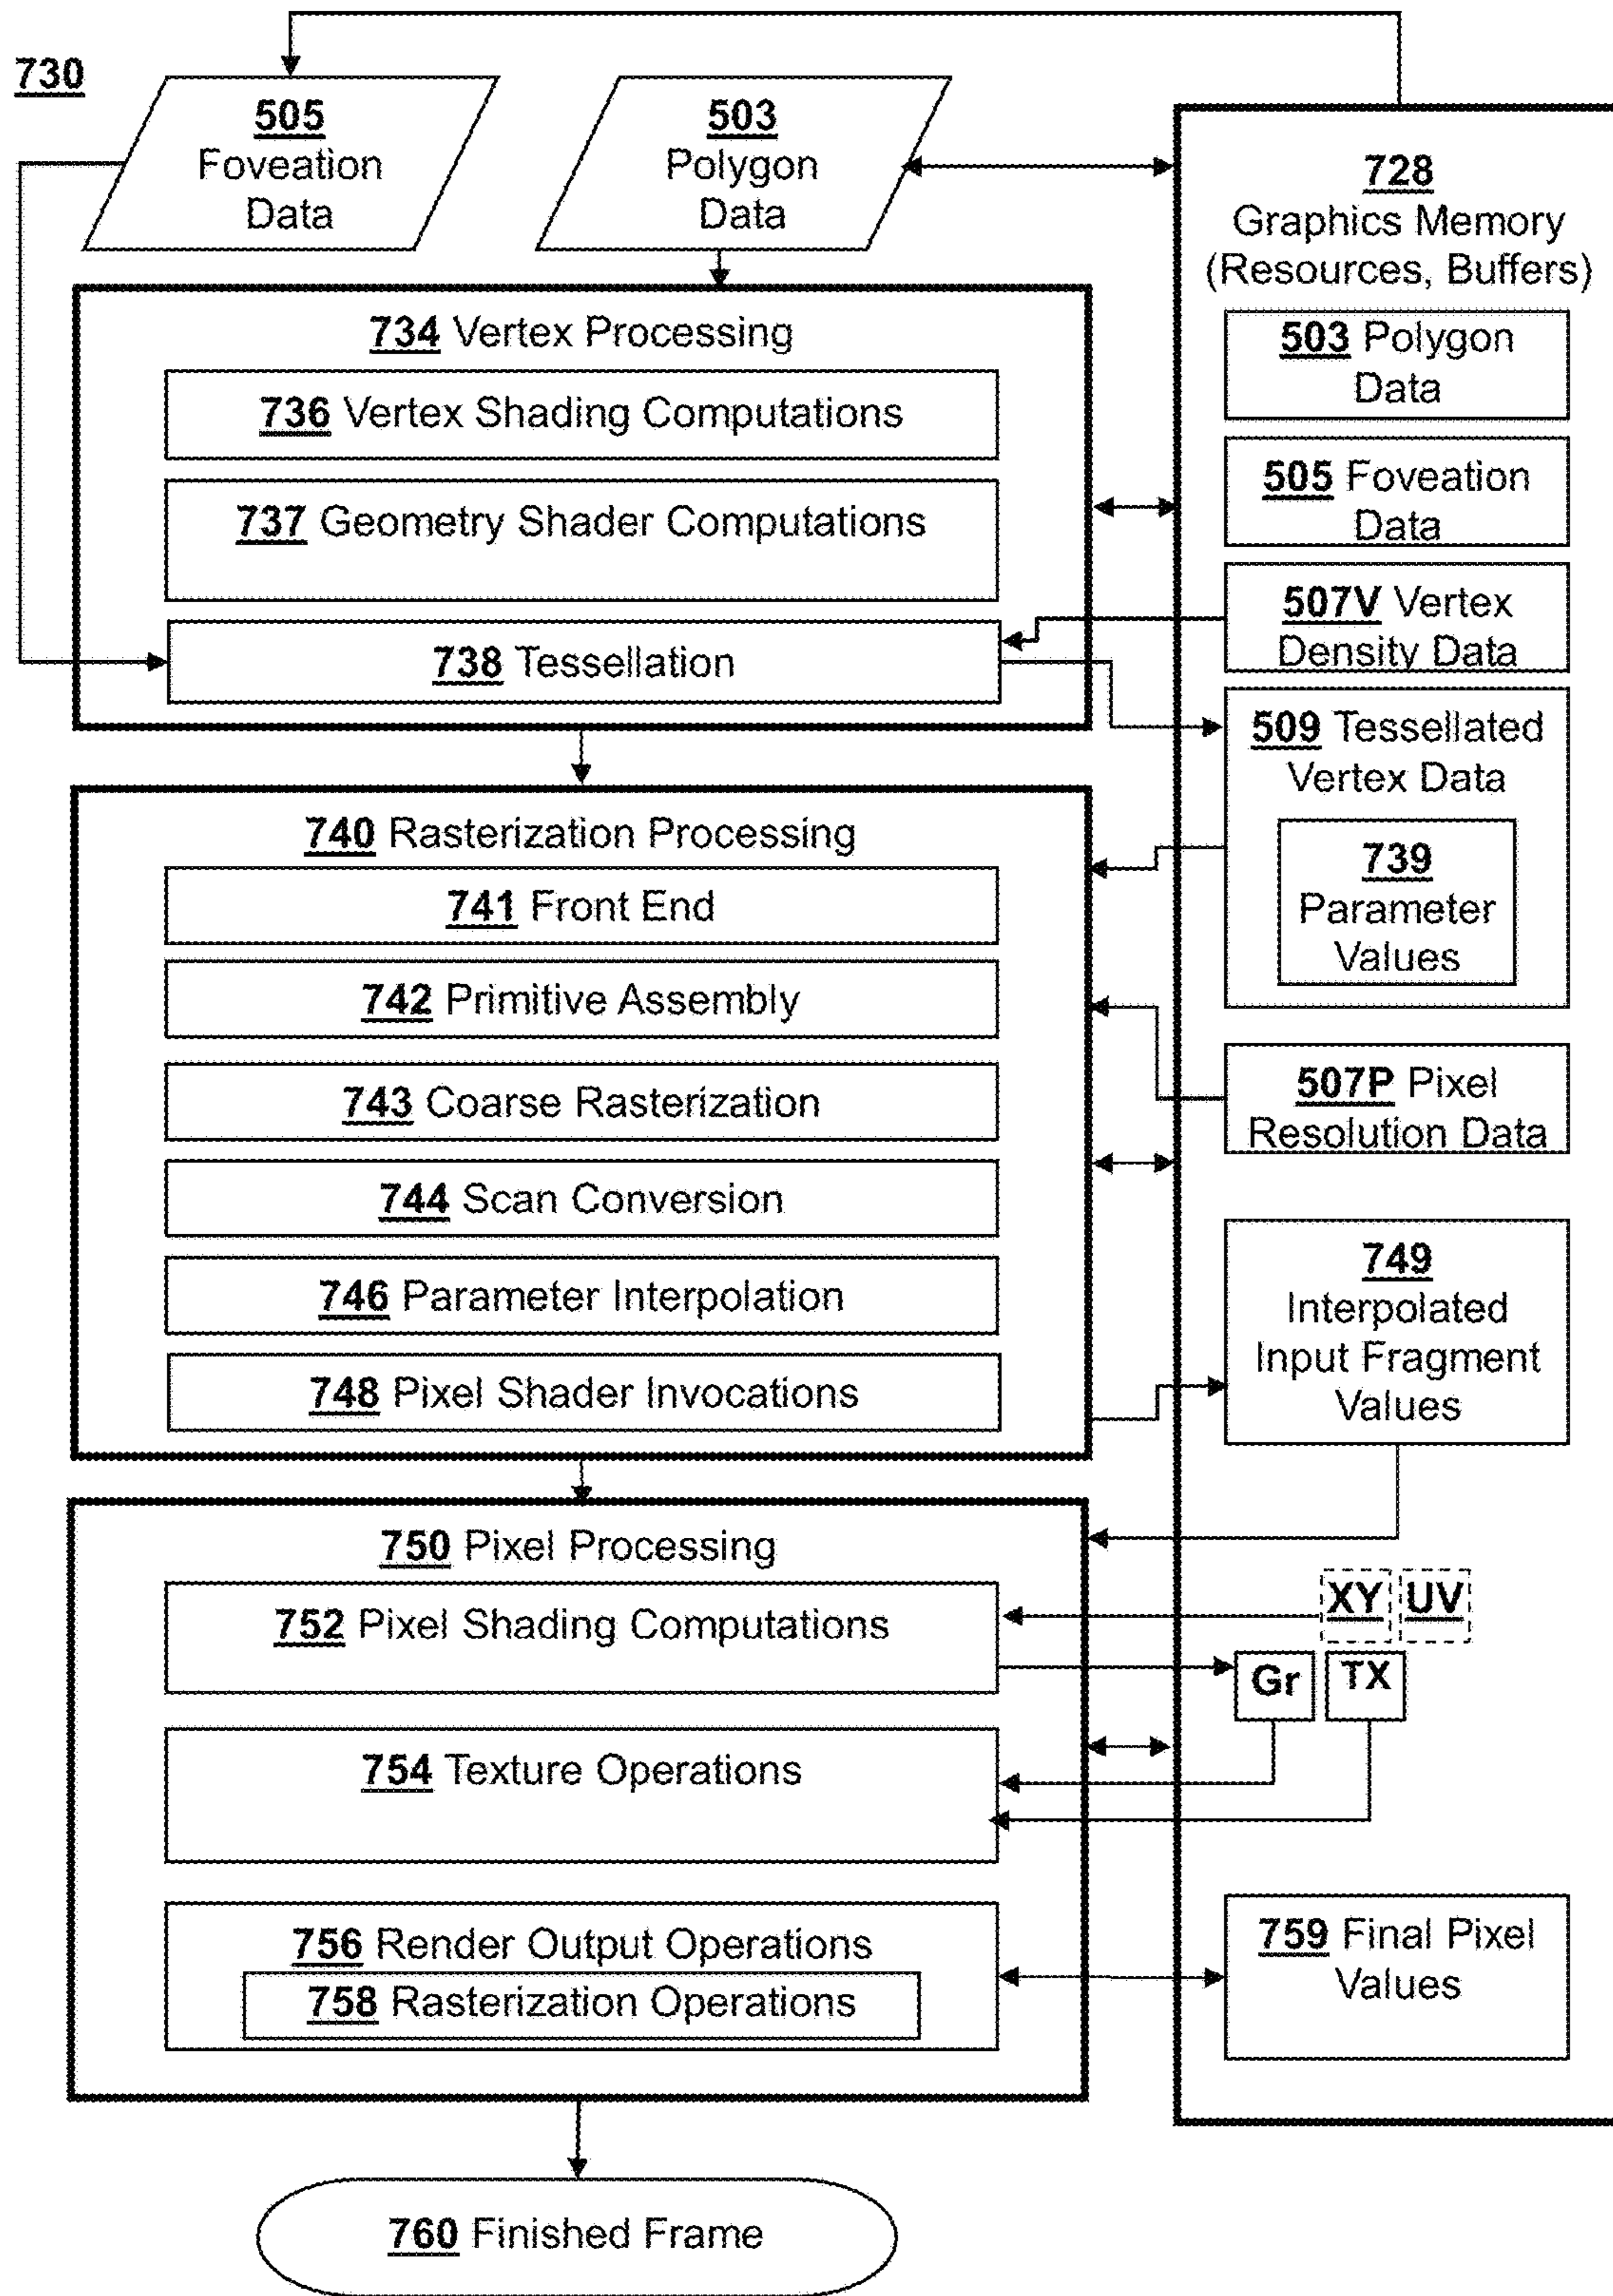 730
505
Foveation
Data
503
Polygon
Data
734 Vertex Processing
736 Vertex Shading Computations
737 Geometry Shader Computations
738 Tessellation
740 Rasterization Processing
741 Front End
742 Primitive Assembly
743 Coarse Rasterization
744 Scan Conversion
746 Parameter Interpolation
748 Pixel Shader Invocations
750 Pixel Processing
752 Pixel Shading Computations
754 Texture Operations
756 Render Output Operations
758 Rasterization Operations
760 Finished Frame
728
Graphics Memory
(Resources, Buffers)
503 Polygon
Data
505 Foveation
Data
507V Vertex
Density Data
509 Tessellated
Vertex Data
739
Parameter
Values
507P Pixel
Resolution Data
749
Interpolated
Input Fragment
Values
XY UV
Gr TX
759 Final Pixel
Values